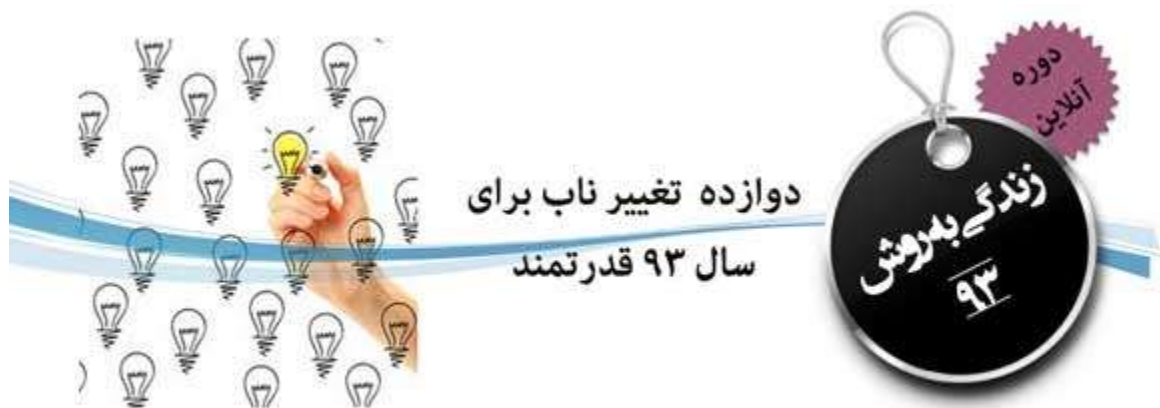 دوره
آنلاین
زندگی به روش
۹۳
دوازده تغییر ناب برای
سال ۹۳ قدرتمند